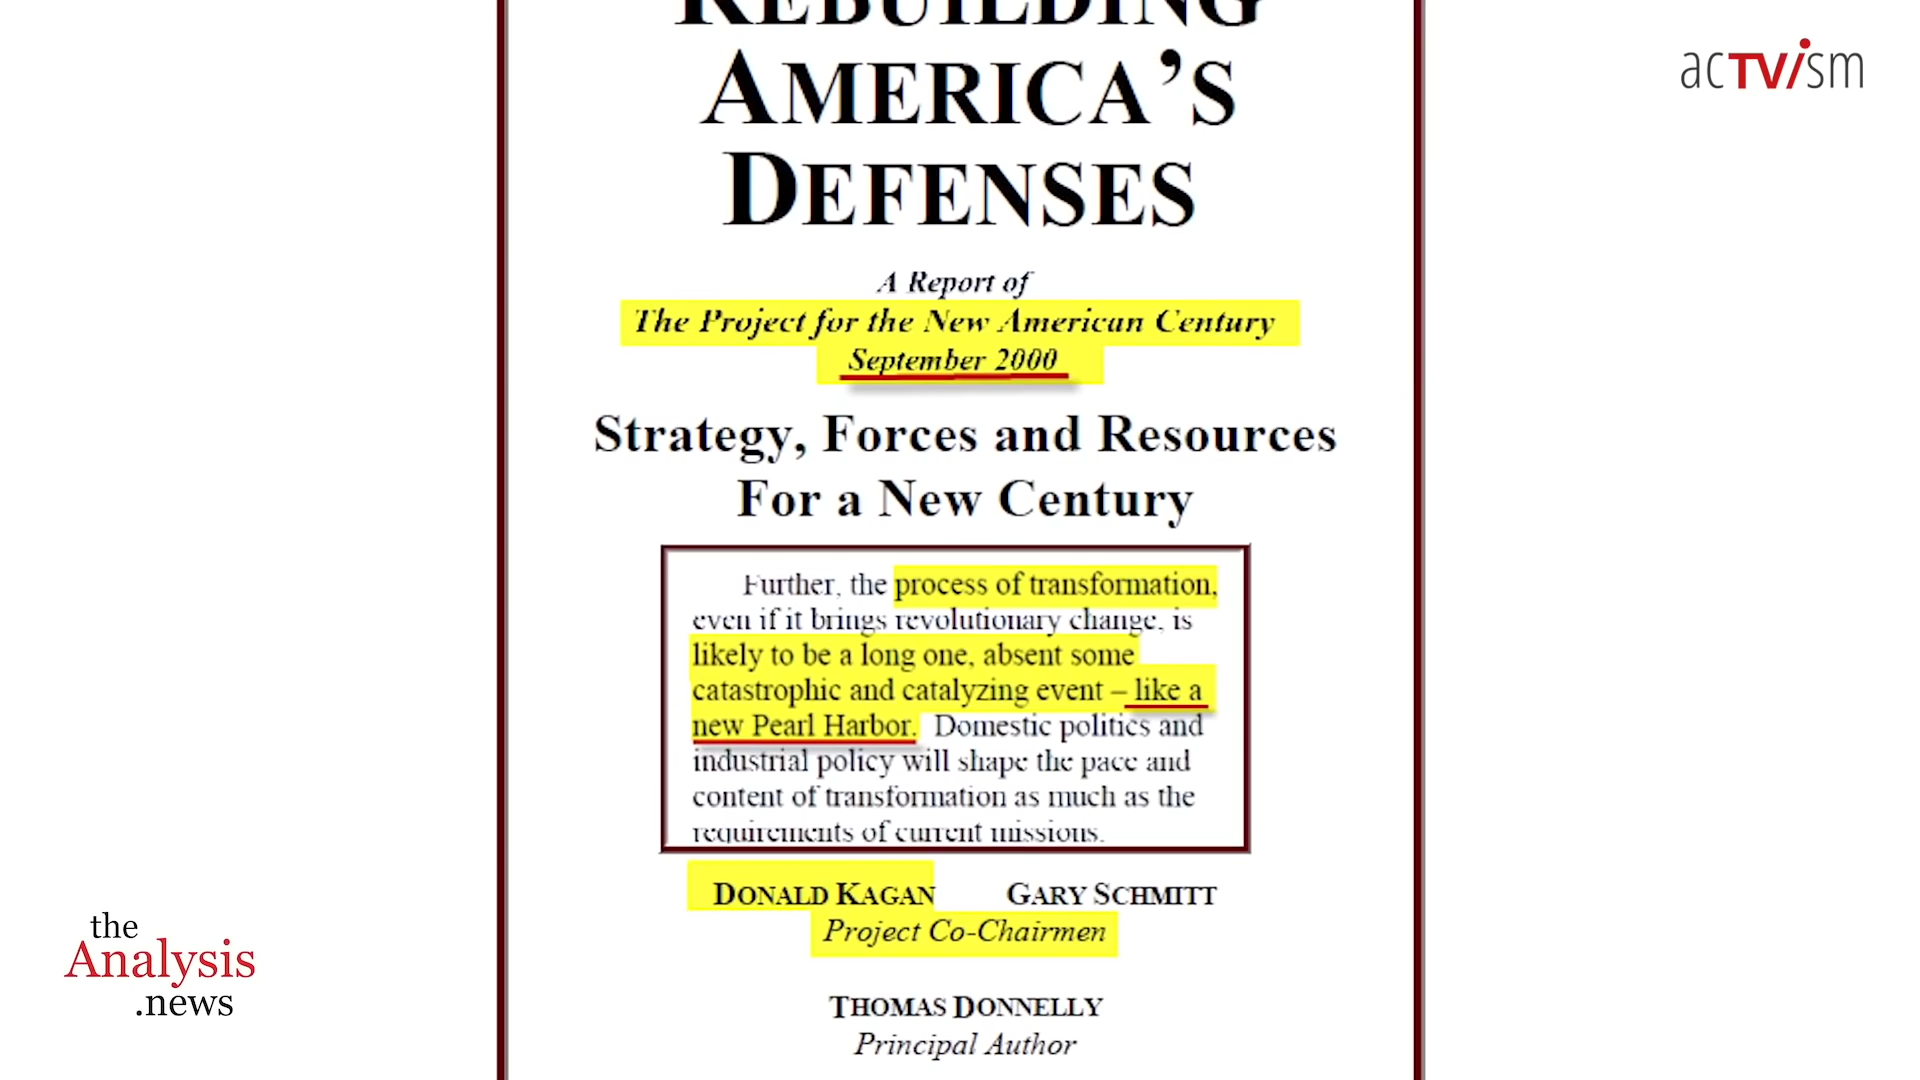 REBUILDING
AMERICA'S
DEFENSES
acTVism
A Report of
The Project for the New American Century
September 2000
Strategy, Forces and Resources
For a New Century
Further, the process of transformation,
even if it brings revolutionary change, is
likely to be a long one, absent some
catastrophic and catalyzing event – like a
new Pearl Harbor. Domestic politics and
industrial policy will shape the pace and
content of transformation as much as the
requirements of current missions.
DONALD KAGAN GARY SCHMITT
Project Co-Chairmen
THOMAS DONNELLY
Principal Author
the
Analysis
.news